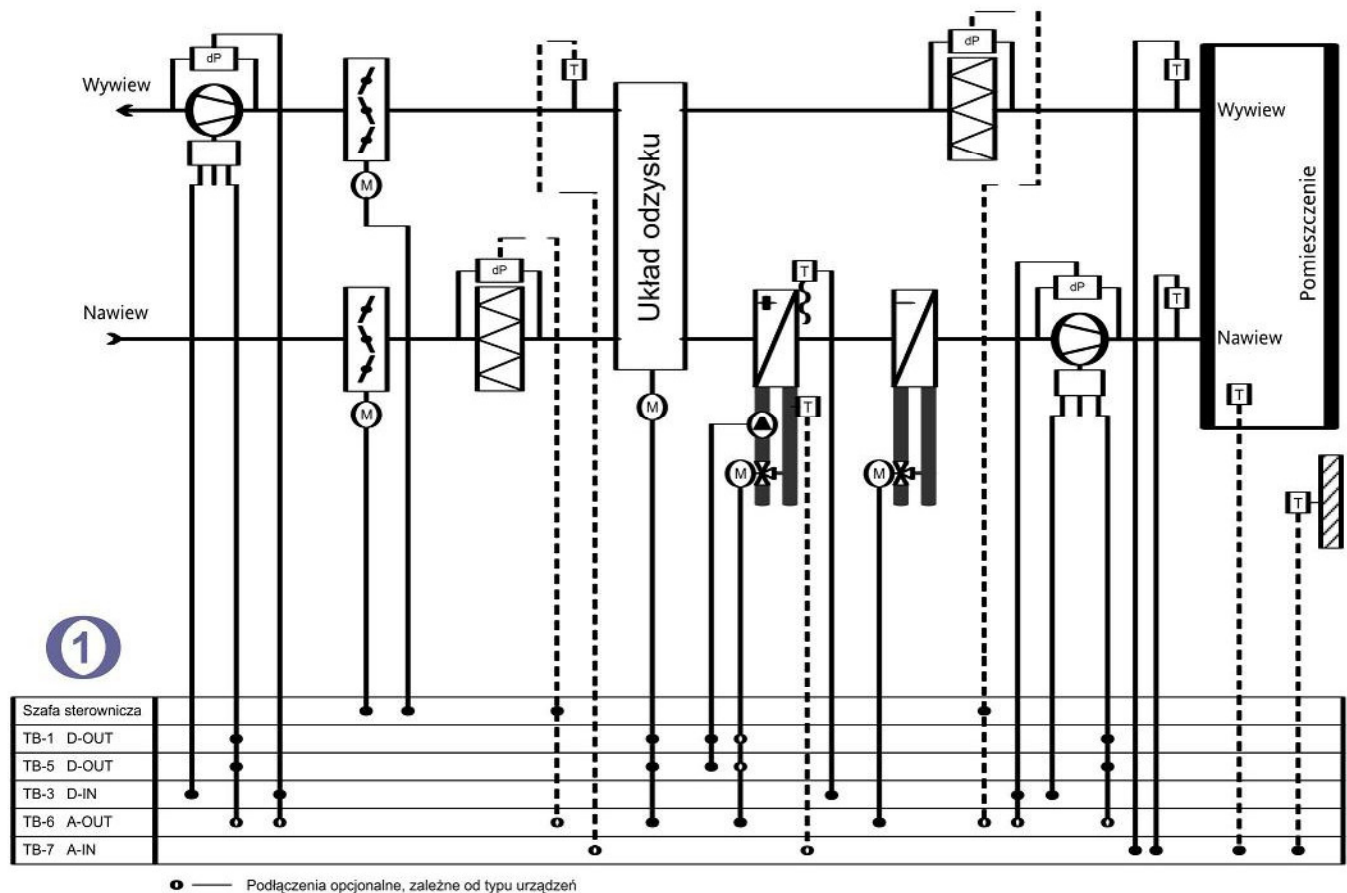 dP
dP
Wywiew
T
T
Wywiew
M
Układ odzysku
Pomieszczenie
dP
T
dP
T
Nawiew
Nawiew
M
M
T
T
M
M
T
1
Szafa sterownicza
TB-1 D-OUT
TB-5 D-OUT
TB-3 D-IN
TB-6 A-OUT
TB-7 A-IN
Podłączenia opcjonalne, zależne od typu urządzeń